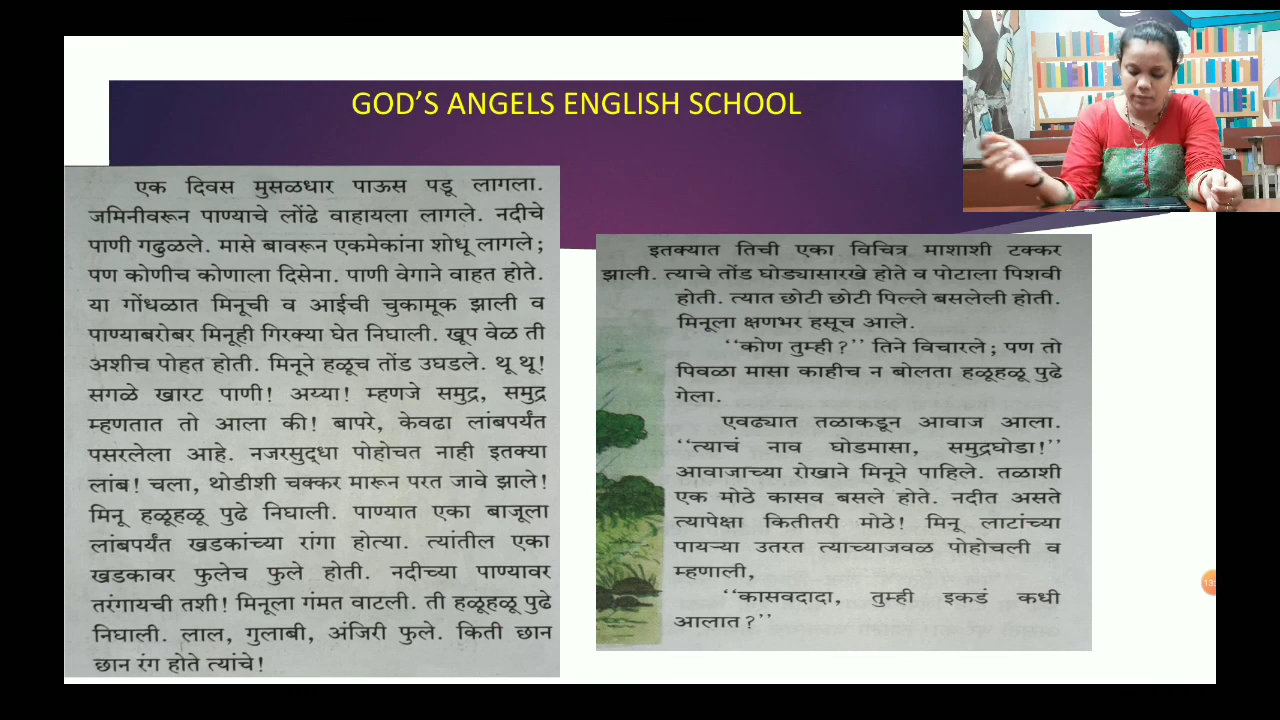 GOD'S ANGELS ENGLISH SCHOOL
एक दिवस मुसळधार पाऊस पडू लागला.
जमिनीवरून पाण्याचे लोंढे वाहायला लागले. नदीचे
पाणी गढुळले. मासे बावरून एकमेकांना शोधू लागले;
पण कोणीच कोणाला दिसेना. पाणी वेगाने वाहत होते.
या गोंधळात मिनूची व आईची चुकामूक झाली व
पाण्याबरोबर मिनूही गिरक्या घेत निघाली. खूप वेळ ती
अशीच पोहत होती. मिनूने हळूच तोंड उघडले. थू थू!
सगळे खारट पाणी! अय्या! म्हणजे समुद्र, समुद्र
म्हणतात तो आला की! बापरे, केवढा लांबपर्यंत
पसरलेला आहे. नजरसुद्धा पोहोचत नाही इतक्या
लांब! चला, थोडीशी चक्कर मारून परत जावे झाले!
मिनू हळूहळू पुढे निघाली. पाण्यात एका बाजूला
लांबपर्यंत खडकांच्या रांगा होत्या. त्यांतील एका
खडकावर फुलेच फुले होती. नदीच्या पाण्यावर
तरंगायची तशी! मिनूला गंमत वाटली. ती हळूहळू पुढे
निघाली. लाल, गुलाबी, अंजिरी फुले. किती छान
छान रंग होते त्यांचे!
इतक्यात तिची एका विचित्र माशाशी टक्कर
झाली. त्याचे तोंड घोड्यासारखे होते व पोटाला पिशवी
होती. त्यात छोटी छोटी पिल्ले बसलेली होती.
मिनूला क्षणभर हसूच आले.
‘‘कोण तुम्ही?’’ तिने विचारले; पण तो
पिवळा मासा काहीच न बोलता हळूहळू पुढे
गेला.
एवढ्यात तळाकडून आवाज आला.
‘‘त्याचं नाव घोडमासा, समुद्रघोडा!’’
आवाजाच्या रोखाने मिनूने पाहिले. तळाशी
एक मोठे कासव बसले होते. नदीत असते
त्यापेक्षा कितीतरी मोठे! मिनू लाटांच्या
पायऱ्या उतरत त्याच्याजवळ पोहोचली व
म्हणाली,
‘‘कासवदादा, तुम्ही इकडं कधी
आलात?’’